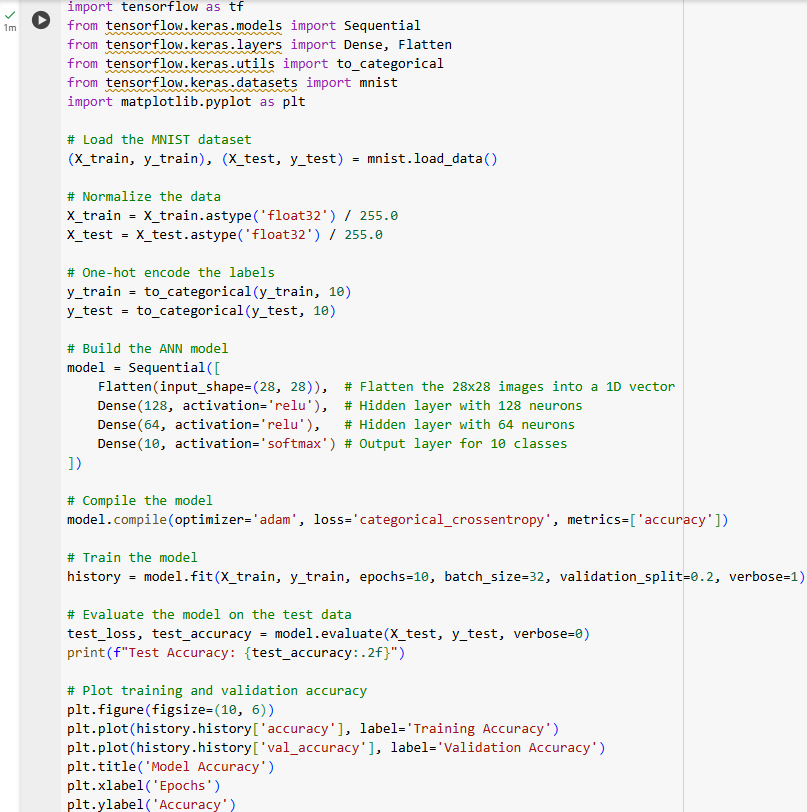 import tensorflow as tf
from tensorflow.keras.models import Sequential
from tensorflow.keras.layers import Dense, Flatten
from tensorflow.keras.utils import to_categorical
from tensorflow.keras.datasets import mnist
import matplotlib.pyplot as plt
# Load the MNIST dataset
(X_train, y_train), (X_test, y_test) = mnist.load_data()
# Normalize the data
X_train = X_train.astype('float32') / 255.0
X_test = X_test.astype('float32') / 255.0
# One-hot encode the labels
y_train = to_categorical(y_train, 10)
y_test = to_categorical(y_test, 10)
# Build the ANN model
model = Sequential([
    Flatten(input_shape=(28, 28)),  # Flatten the 28x28 images into a 1D vector
    Dense(128, activation='relu'),  # Hidden layer with 128 neurons
    Dense(64, activation='relu'),   # Hidden layer with 64 neurons
    Dense(10, activation='softmax') # Output layer for 10 classes
])
# Compile the model
model.compile(optimizer='adam', loss='categorical_crossentropy', metrics=['accuracy'])
# Train the model
history = model.fit(X_train, y_train, epochs=10, batch_size=32, validation_split=0.2, verbose=1)
# Evaluate the model on the test data
test_loss, test_accuracy = model.evaluate(X_test, y_test, verbose=0)
print(f"Test Accuracy: {test_accuracy:.2f}")
# Plot training and validation accuracy
plt.figure(figsize=(10, 6))
plt.plot(history.history['accuracy'], label='Training Accuracy')
plt.plot(history.history['val_accuracy'], label='Validation Accuracy')
plt.title('Model Accuracy')
plt.xlabel('Epochs')
plt.ylabel('Accuracy')
1m